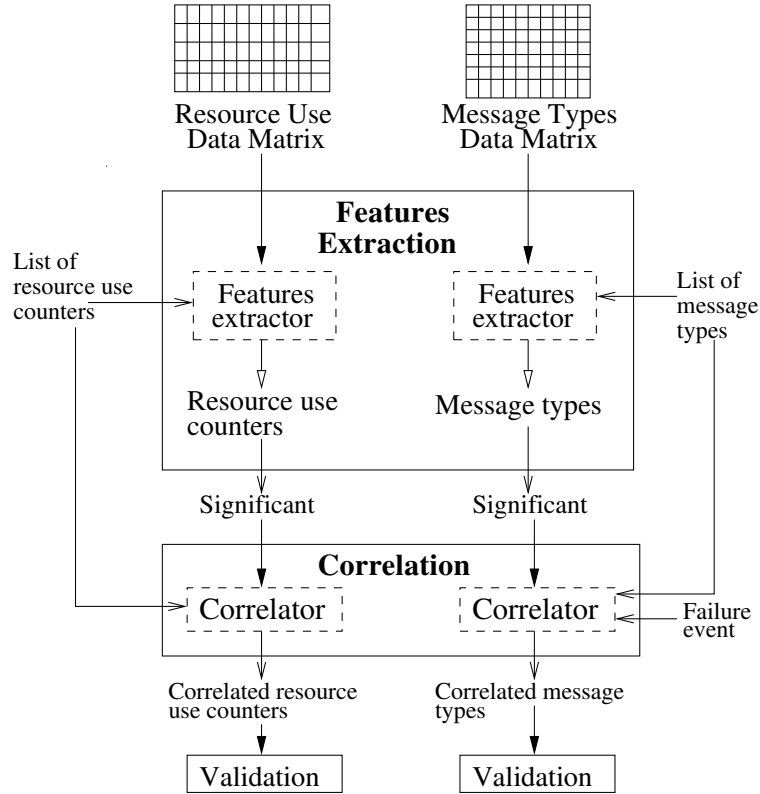 Resource Use
Data Matrix
Message Types
Data Matrix
Features
Extraction
List of
resource use
counters
Features
extractor
Features
extractor
List of
message
types
Resource use
counters
Message types
Significant
Significant
Correlation
Correlator
Correlator
Failure
event
Correlated resource
use counters
Correlated message
types
Validation
Validation